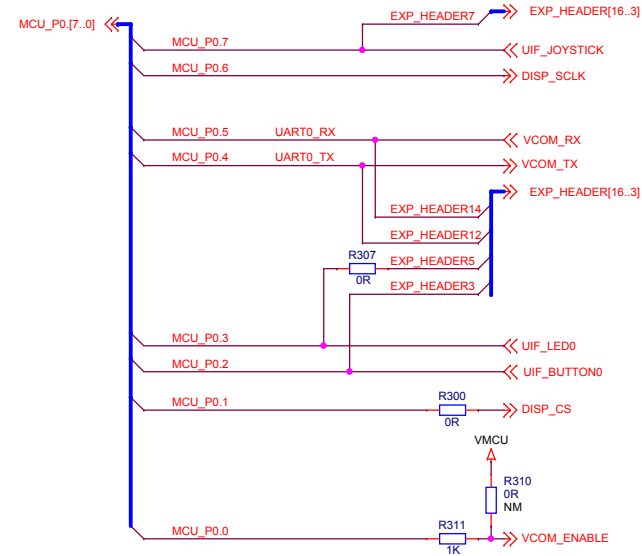 EXP_HEADER7
EXP_HEADER[16..3]
MCU_P0.[7..0]
MCU_P0.7
UIF_JOYSTICK
MCU_P0.6
DISP_SCLK
MCU_P0.5
UART0_RX
VCOM_RX
MCU_P0.4
UART0_TX
VCOM_TX
EXP_HEADER[16..3]
EXP_HEADER14
EXP_HEADER12
R307
EXP_HEADER5
0R
EXP_HEADER3
MCU_P0.3
UIF_LED0
MCU_P0.2
UIF_BUTTON0
R300
MCU_P0.1
DISP_CS
0R
VMCU
R310
0R
NM
R311
MCU_P0.0
VCOM_ENABLE
1K